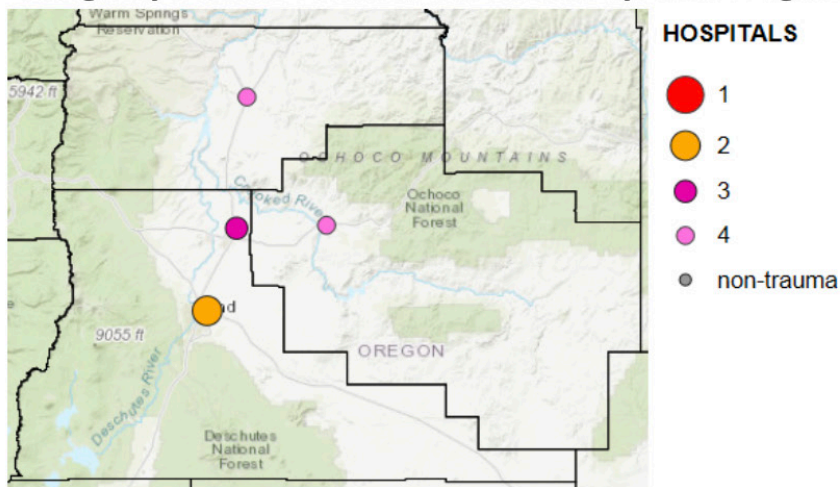 Warm Springs
Reservation
5942 ft
OCHOCO MOUNTAINS
Crooked River
Ochoco
National
Forest
9055 ft
OREGON
Deschutes River
Deschutes
National
Forest
HOSPITALS
1
2
3
4
non-trauma